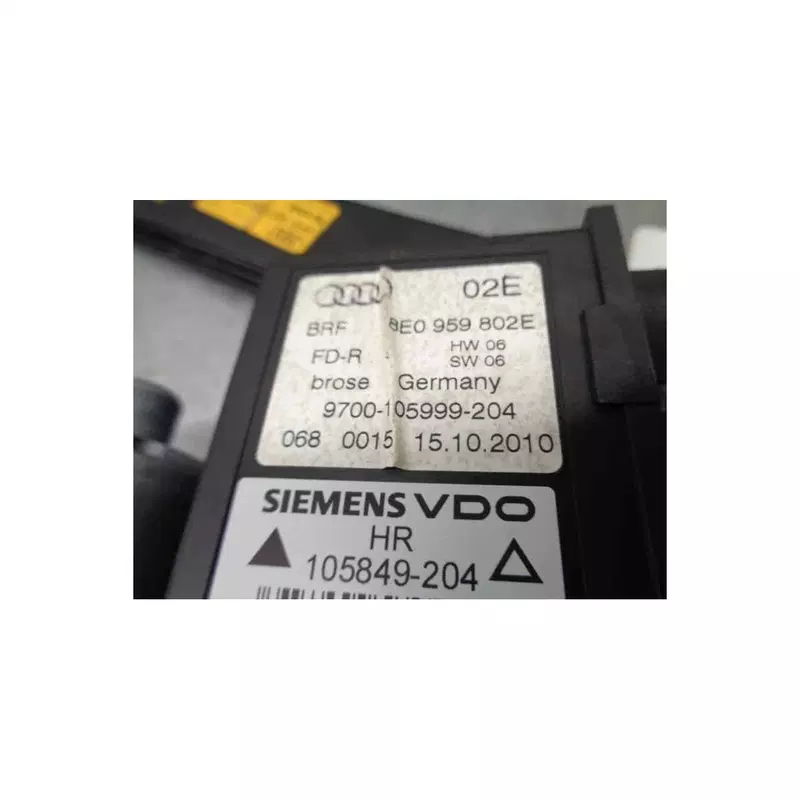 02E
BRF 8E0 959 802E
FD-R HW 06
SW 06
brose Germany
9700-105999-204
068 0015 15.10.2010
SIEMENS VDO
HR
105849-204